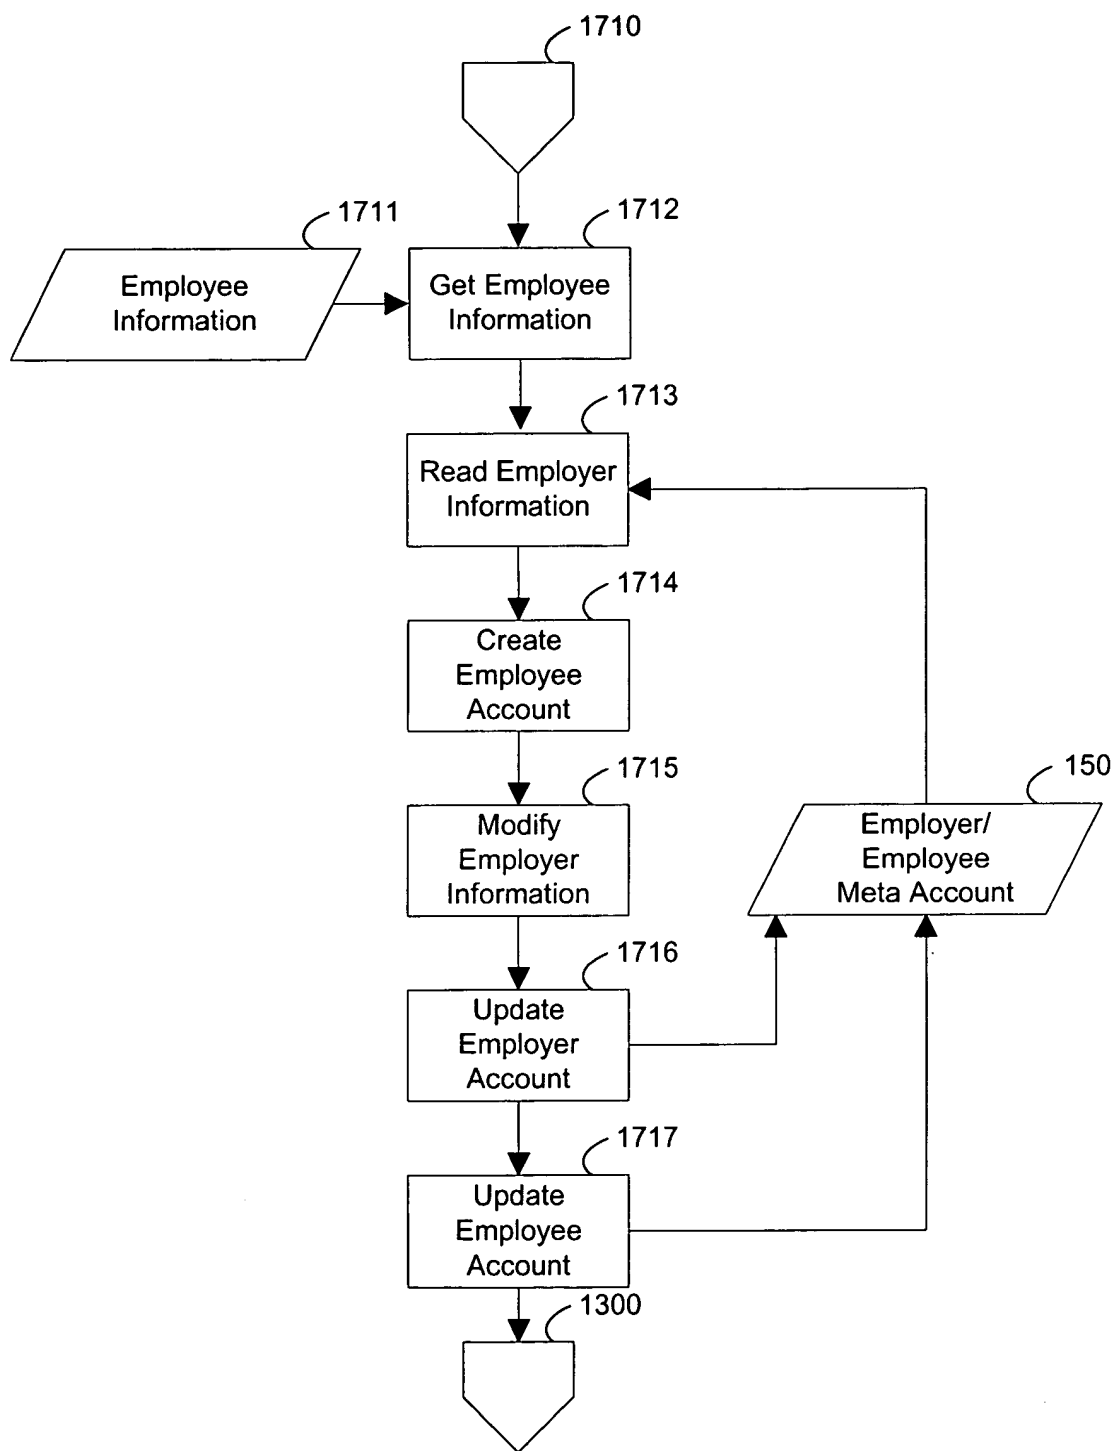 1710
1711
Employee
Information
1712
Get Employee
Information
1713
Read Employer
Information
1714
Create
Employee
Account
1715
Modify
Employer
Information
150
Employer/
Employee
Meta Account
1716
Update
Employer
Account
1717
Update
Employee
Account
1300